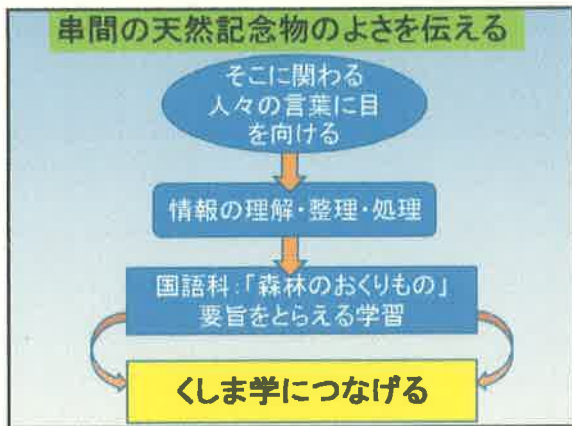 串間の天然記念物のよさを伝える
そこに関わる
人々の言葉に目
を向ける
情報の理解・整理・処理
国語科:「森林のおくりもの」
要旨をとらえる学習
くしま学につなげる